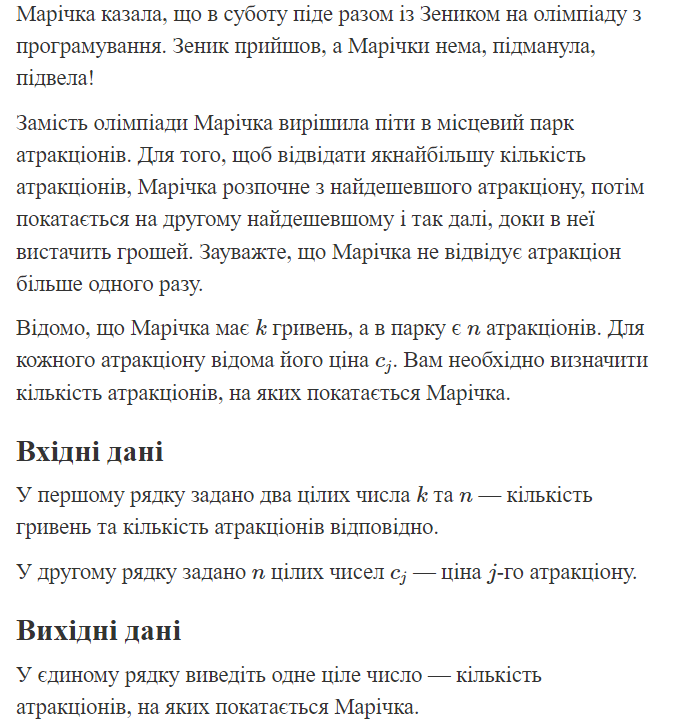 Марічка казала, що в суботу піде разом із Зеником на олімпіаду з
програмування. Зеник прийшов, а Марічки нема, підманула,
підвела!
Замість олімпіади Марічка вирішила піти в місцевий парк
атракціонів. Для того, щоб відвідати якнайбільшу кількість
атракціонів, Марічка розпочне з найдешевшого атракціону, потім
покатається на другому найдешевшому і так далі, доки в неї
вистачить грошей. Зауважте, що Марічка не відвідує атракціон
більше одного разу.
Відомо, що Марічка має k гривень, а в парку є n атракціонів. Для
кожного атракціону відома його ціна c_j. Вам необхідно визначити
кількість атракціонів, на яких покатається Марічка.
Вхідні дані
У першому рядку задано два цілих числа k та n — кількість
гривень та кількість атракціонів відповідно.
У другому рядку задано n цілих чисел c_j — ціна j-го атракціону.
Вихідні дані
У єдиному рядку виведіть одне ціле число — кількість
атракціонів, на яких покатається Марічка.